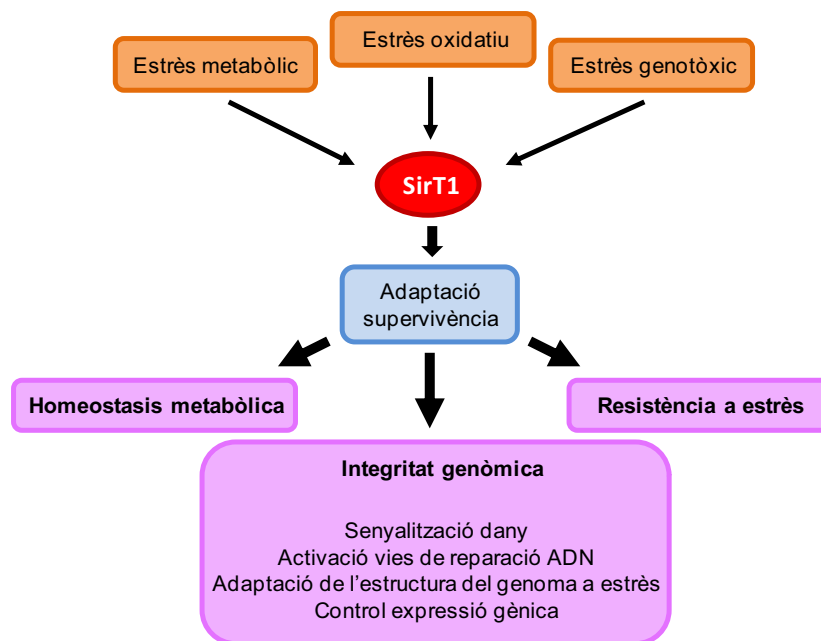 Estrès metabòlic
Estrès oxidatiu
Estrès genotòxic
SirT1
Adaptació
supervivència
Homeostasis metabòlica
Resistència a estrès
Integritat genòmica
Senyalització dany
Activació vies de reparació ADN
Adaptació de l’estructura del genoma a estrès
Control expressió gènica